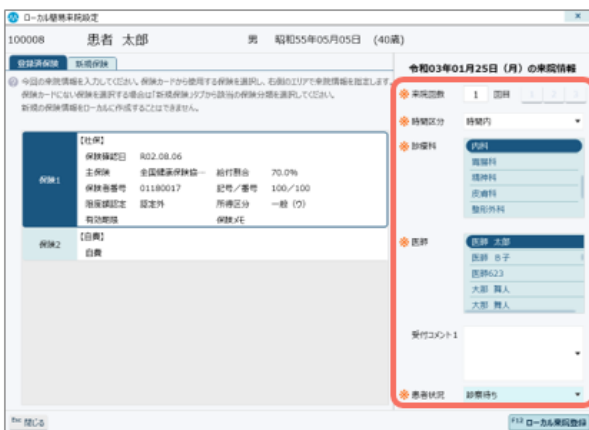 ローカル簡易来院設定
100008 患者 太郎 男 昭和55年05月05日 (40歳)
登録済保険 新規保険
今回の来院情報を入力してください。保険カードから使用する保険を選択し、右側のエリアで来院情報を指定します。
保険カードにない保険を選択する場合は「新規保険」タブから該当の保険分類を選択してください。
新規の保険情報をローカルに作成することはできません。
保険1
【社保】
保険確認日 R02.08.06
主保険 全国健康保険協… 給付割合 70.0%
保険者番号 01180017 記号/番号 100/100
限度額認定 認定外 所得区分 一般 (ウ)
有効期限 保険メモ
保険2
【自費】
自費
令和03年01月25日 (月) の来院情報
来院回数 1 回目 1 2 3
時間区分 時間内
診療科 内科
胃腸科
精神科
皮膚科
整形外科
医師 医師 太郎
医師 B子
医師623
大部 職人
大部 職人
受付コメント1
患者状況 診察待ち
Esc 閉じる
F12 ローカル来院登録